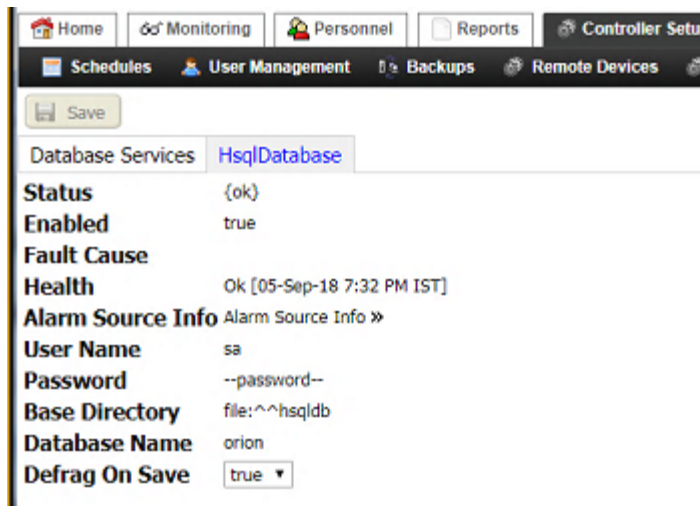 Home Monitoring Personnel Reports Controller Setu
Schedules User Management Backups Remote Devices
Save
Database Services HsqlDatabase
Status {ok}
Enabled true
Fault Cause
Health Ok [05-Sep-18 7:32 PM IST]
Alarm Source Info Alarm Source Info »
User Name sa
Password --password--
Base Directory file:^^hsqldb
Database Name orion
Defrag On Save true